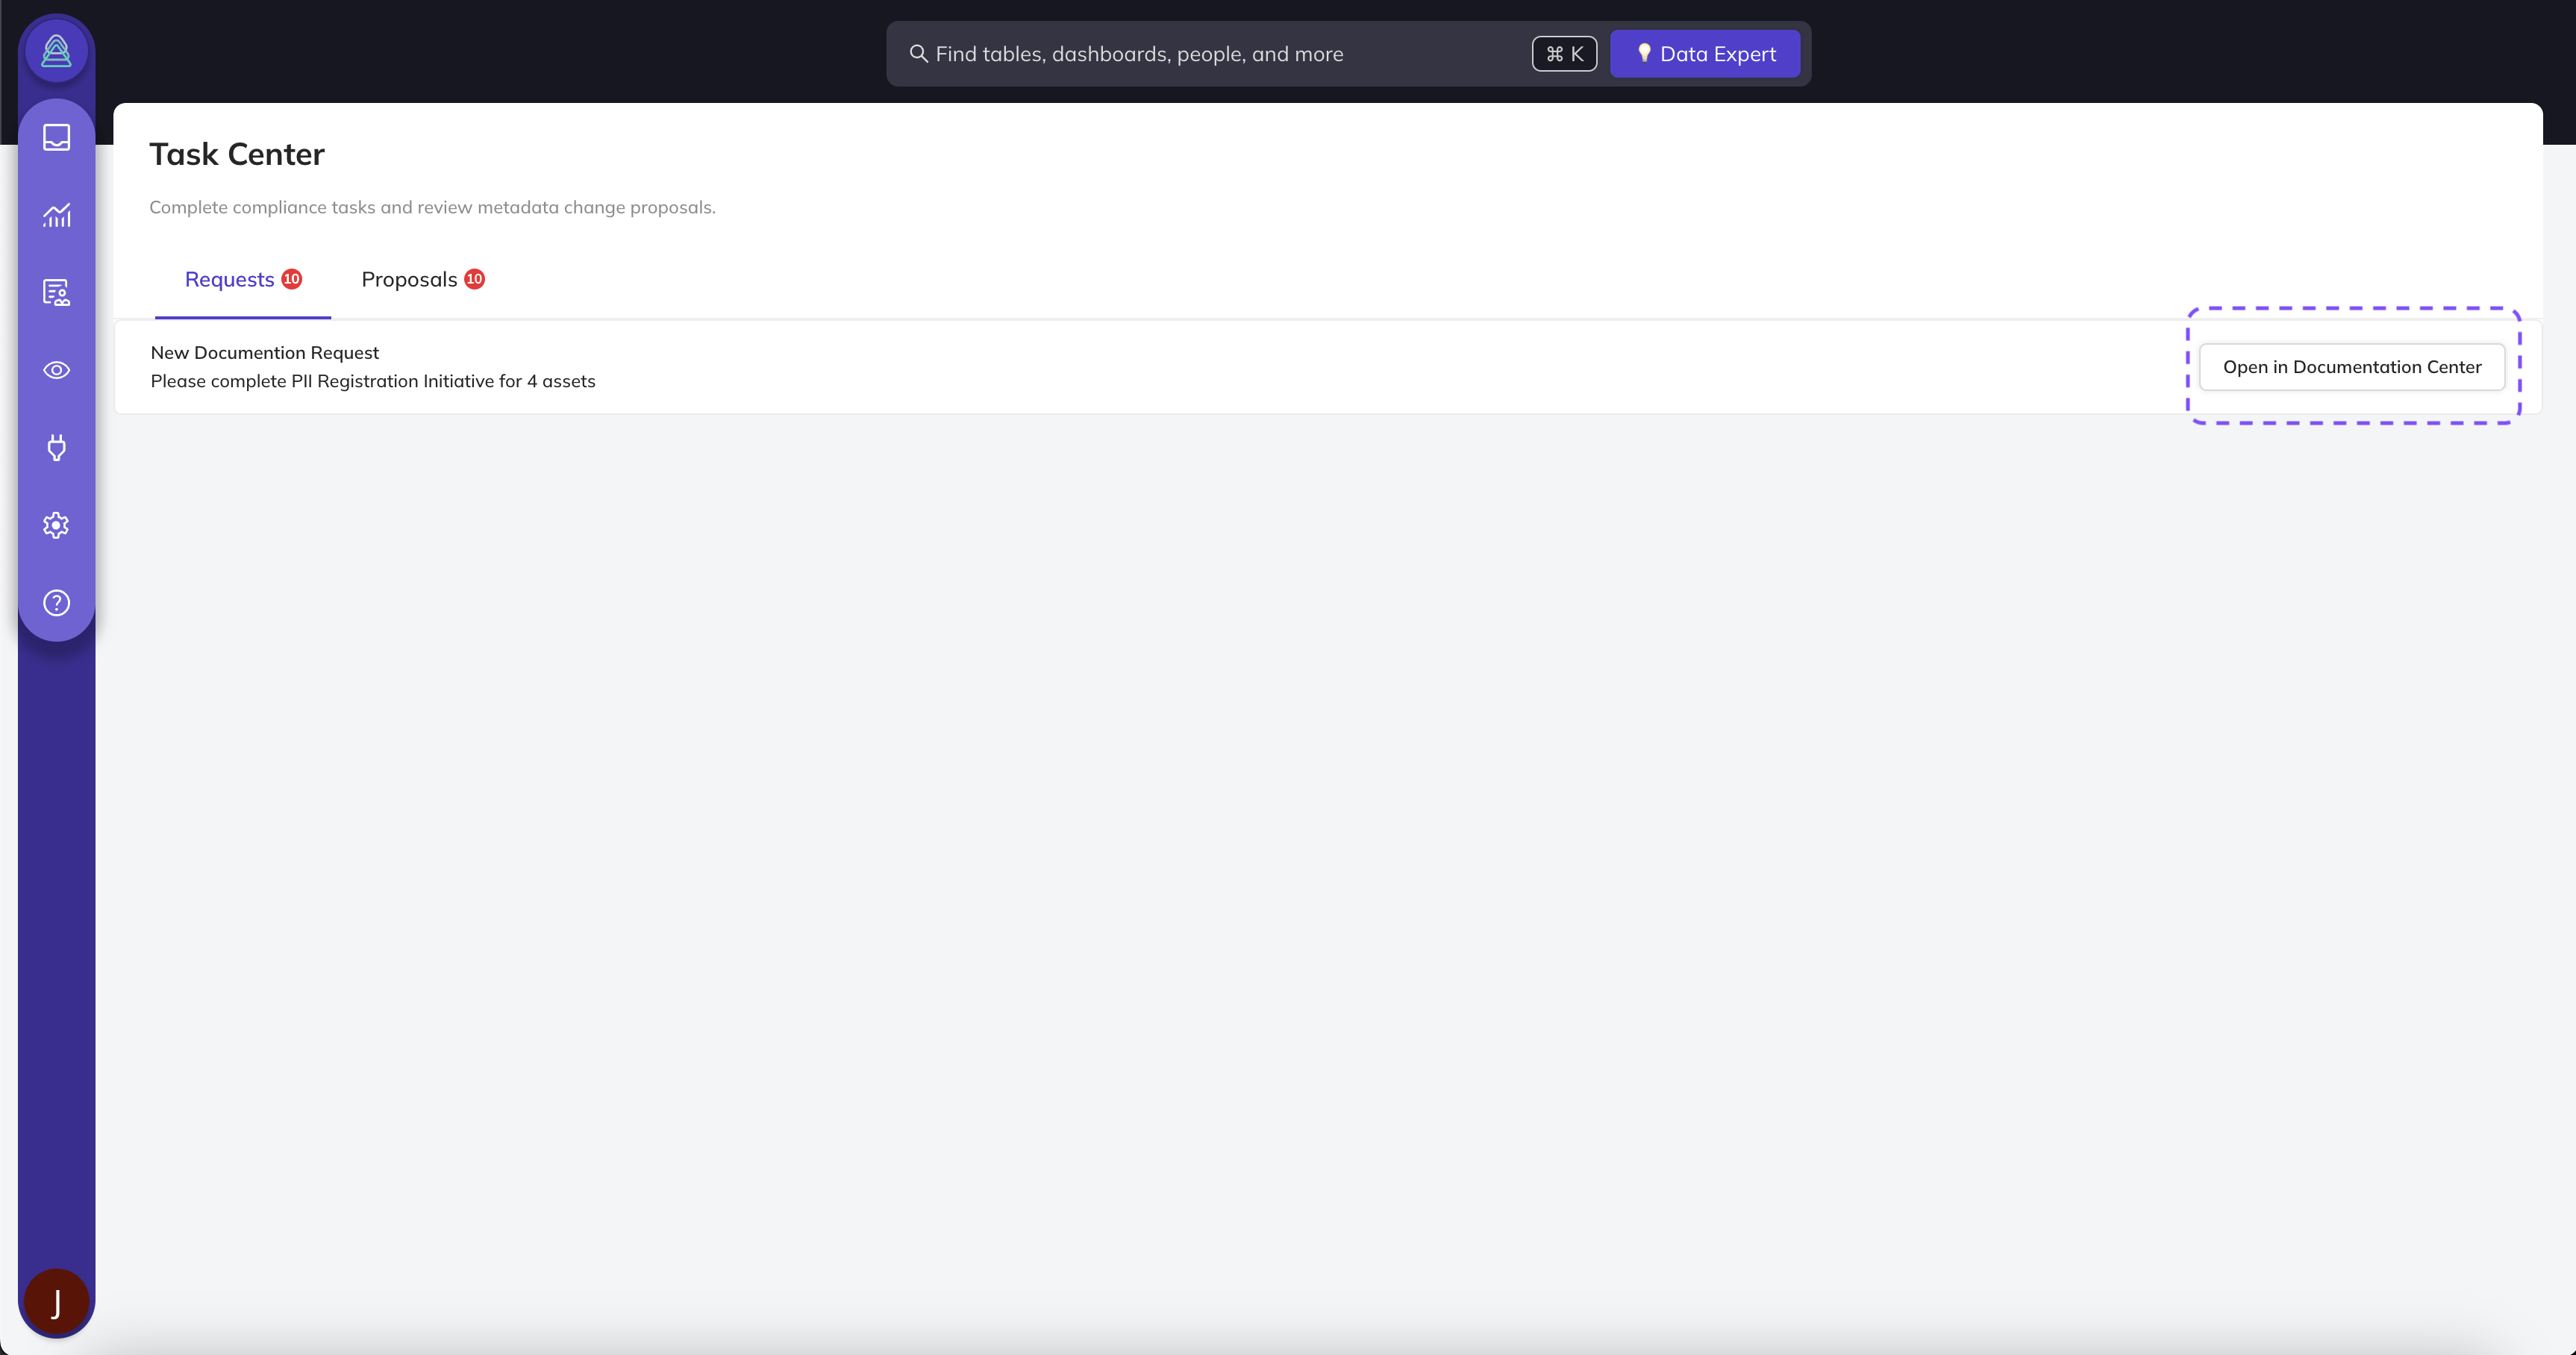 Find tables, dashboards, people, and more
⌘ K
Data Expert
Task Center
Complete compliance tasks and review metadata change proposals.
Requests 10
Proposals 10
New Documention Request
Please complete PII Registration Initiative for 4 assets
Open in Documentation Center
J